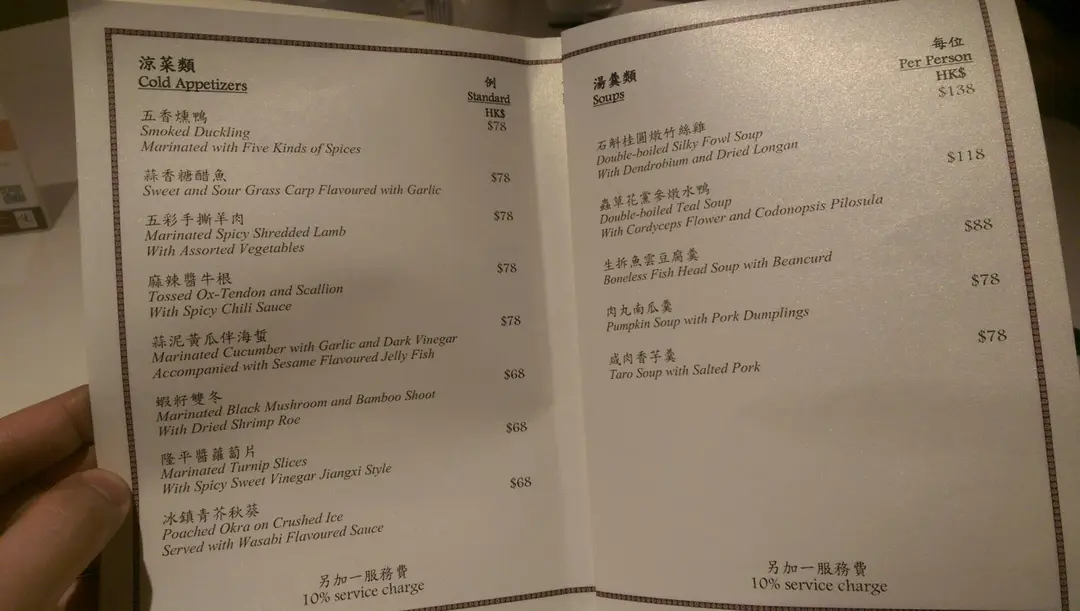 涼菜類
Cold Appetizers
例
Standard
HK$
五香燻鴨
$78
Smoked Duckling
Marinated with Five Kinds of Spices
蒜香糖醋魚
$78
Sweet and Sour Grass Carp Flavoured with Garlic
五彩手撕羊肉
$78
Marinated Spicy Shredded Lamb
With Assorted Vegetables
麻辣醬牛根
$78
Tossed Ox-Tendon and Scallion
With Spicy Chili Sauce
蒜泥黃瓜伴海蜇
$78
Marinated Cucumber with Garlic and Dark Vinegar
Accompanied with Sesame Flavoured Jelly Fish
蝦籽雙冬
$68
Marinated Black Mushroom and Bamboo Shoot
With Dried Shrimp Roe
隆平醬蘿蔔片
$68
Marinated Turnip Slices
With Spicy Sweet Vinegar Jiangxi Style
冰鎮青芥秋葵
$68
Poached Okra on Crushed Ice
Served with Wasabi Flavoured Sauce
另加一服務費
10% service charge
湯羹類
Soups
每位
Per Person
HK$
$138
石斛桂圓燉竹絲雞
Double-boiled Silky Fowl Soup
With Dendrobium and Dried Longan
$118
蟲草花黨參燉水鴨
Double-boiled Teal Soup
With Cordyceps Flower and Codonopsis Pilosula
$88
生拆魚雲豆腐羹
Boneless Fish Head Soup with Beancurd
$78
肉丸南瓜羹
Pumpkin Soup with Pork Dumplings
$78
咸肉香芋羹
Taro Soup with Salted Pork
另加一服務費
10% service charge